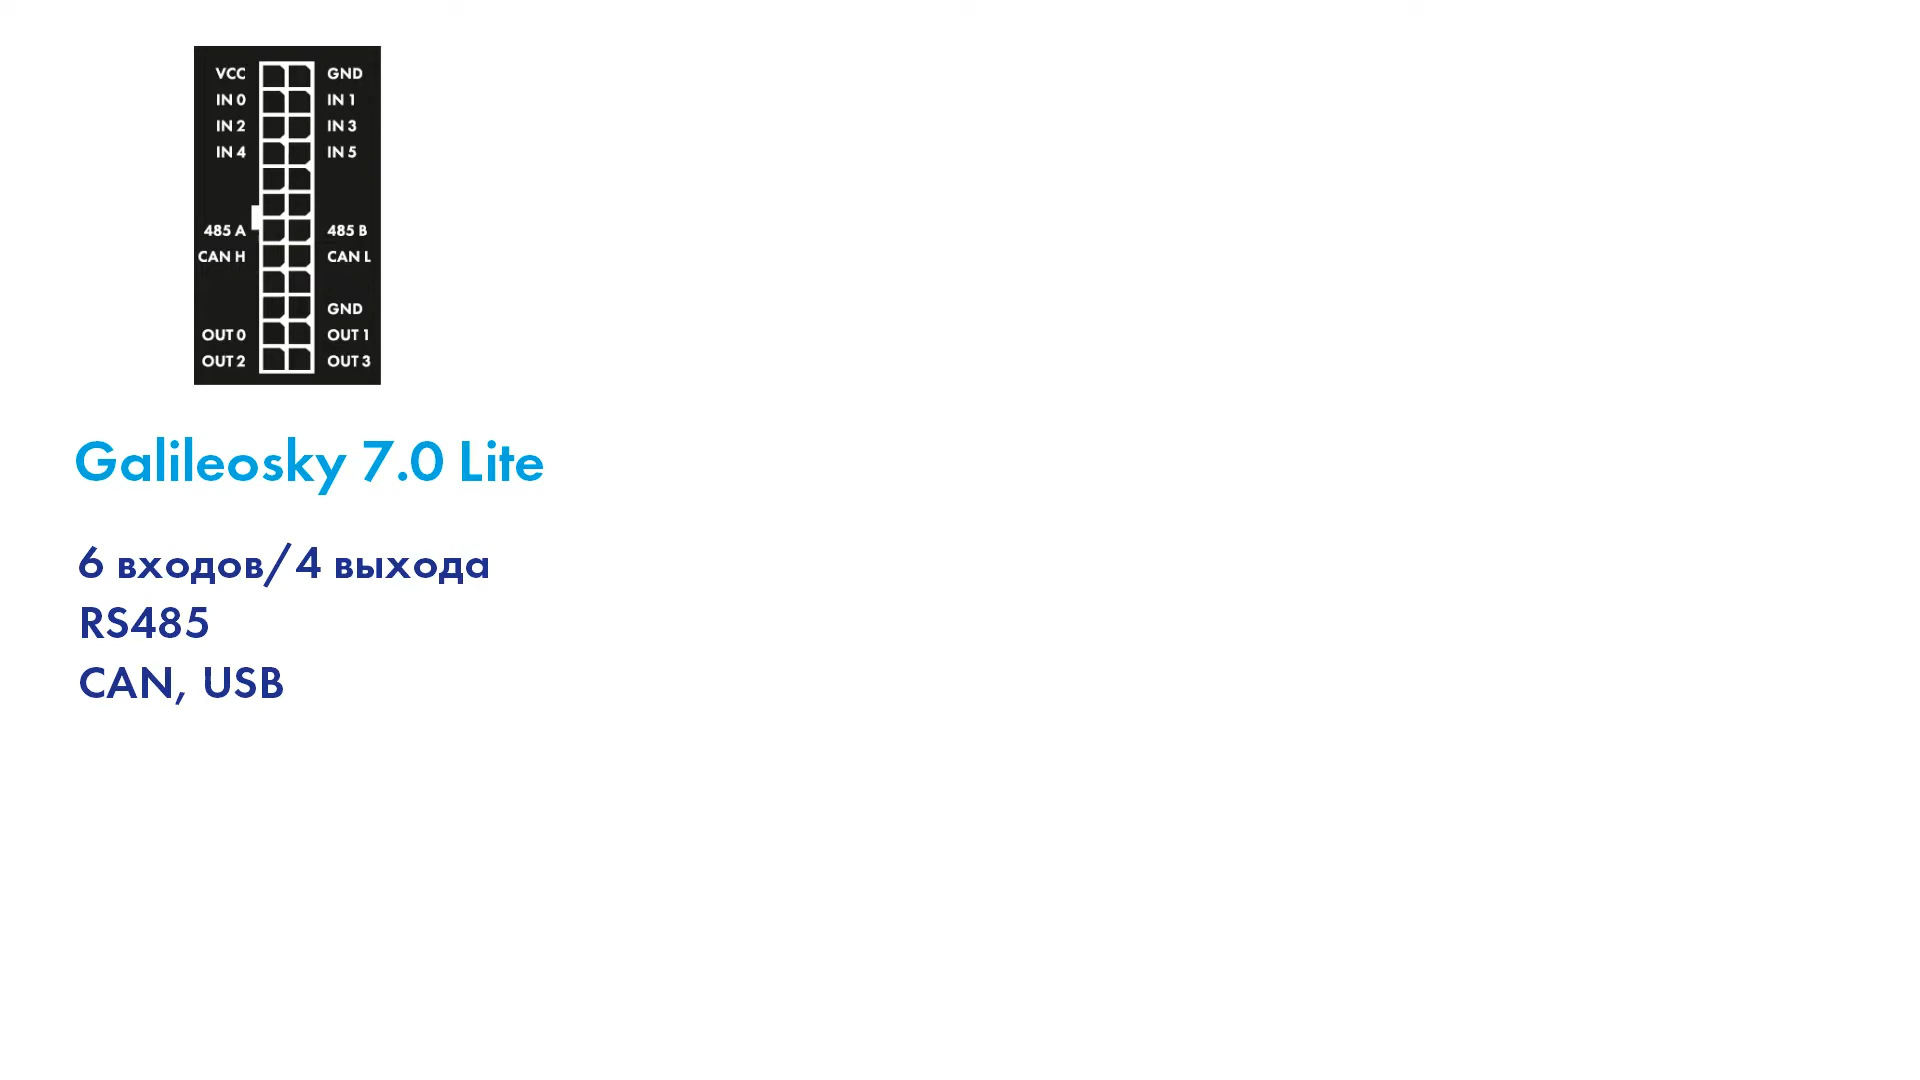 VCC GND
IN 0 IN 1
IN 2 IN 3
IN 4 IN 5
485 A 485 B
CAN H CAN L
GND
OUT 0 OUT 1
OUT 2 OUT 3
Galileosky 7.0 Lite
6 входов/4 выхода
RS485
CAN, USB